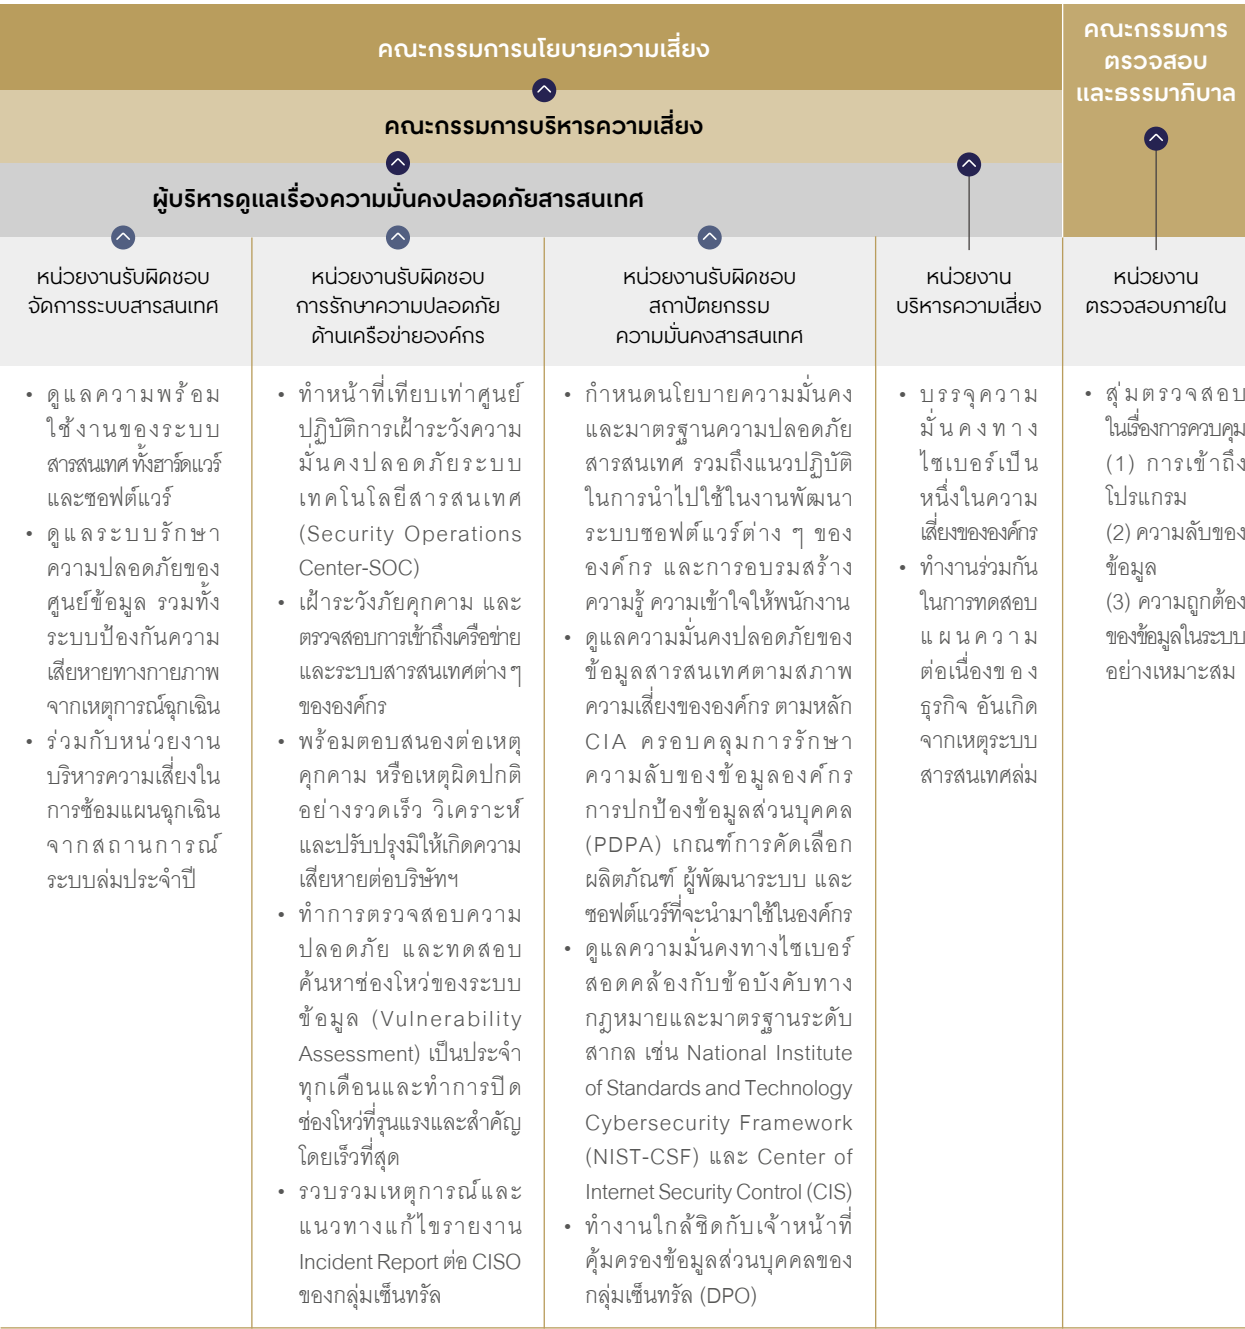 คณะกรรมการนโยบายความเสี่ยง
คณะกรรมการ
ตรวจสอบ
และธรรมาภิบาล
คณะกรรมการบริหารความเสี่ยง
ผู้บริหารดูแลเรื่องความมั่นคงปลอดภัยสารสนเทศ
หน่วยงานรับผิดชอบ
จัดการระบบสารสนเทศ
หน่วยงานรับผิดชอบ
การรักษาความปลอดภัย
ด้านเครือข่ายองค์กร
หน่วยงานรับผิดชอบ
สถาปัตยกรรม
ความมั่นคงสารสนเทศ
หน่วยงาน
บริหารความเสี่ยง
หน่วยงาน
ตรวจสอบภายใน
• ดูแลความพร้อม
ใช้งานของระบบ
สารสนเทศ ทั้งฮาร์ดแวร์
และซอฟต์แวร์
• ดูแลระบบรักษา
ความปลอดภัยของ
ศูนย์ข้อมูล รวมทั้ง
ระบบป้องกันความ
เสียหายทางกายภาพ
จากเหตุการณ์ฉุกเฉิน
• ร่วมกับหน่วยงาน
บริหารความเสี่ยงใน
การซ้อมแผนฉุกเฉิน
จากสถานการณ์
ระบบล่มประจำปี
• ทำหน้าที่เทียบเท่าศูนย์
ปฏิบัติการเฝ้าระวังความ
มั่นคงปลอดภัยระบบ
เทคโนโลยีสารสนเทศ
(Security Operations
Center-SOC)
• เฝ้าระวังภัยคุกคาม และ
ตรวจสอบการเข้าถึงเครือข่าย
และระบบสารสนเทศต่าง ๆ
ขององค์กร
• พร้อมตอบสนองต่อเหตุ
คุกคาม หรือเหตุผิดปกติ
อย่างรวดเร็ว วิเคราะห์
และปรับปรุงมิให้เกิดความ
เสียหายต่อบริษัทฯ
• ทำการตรวจสอบความ
ปลอดภัย และทดสอบ
ค้นหาช่องโหว่ของระบบ
ข้อมูล (Vulnerability
Assessment) เป็นประจำ
ทุกเดือนและทำการปิด
ช่องโหว่ที่รุนแรงและสำคัญ
โดยเร็วที่สุด
• รวบรวมเหตุการณ์และ
แนวทางแก้ไขรายงาน
Incident Report ต่อ CISO
ของกลุ่มเซ็นทรัล
• กำหนดนโยบายความมั่นคง
และมาตรฐานความปลอดภัย
สารสนเทศ รวมถึงแนวปฏิบัติ
ในการนำไปใช้ในงานพัฒนา
ระบบซอฟต์แวร์ต่าง ๆ ของ
องค์กร และการอบรมสร้าง
ความรู้ ความเข้าใจให้พนักงาน
• ดูแลความมั่นคงปลอดภัยของ
ข้อมูลสารสนเทศตามสภาพ
ความเสี่ยงขององค์กร ตามหลัก
CIA ครอบคลุมการรักษา
ความลับของข้อมูลองค์กร
การปกป้องข้อมูลส่วนบุคคล
(PDPA) เกณฑ์การคัดเลือก
ผลิตภัณฑ์ ผู้พัฒนาระบบ และ
ซอฟต์แวร์ที่จะนำมาใช้ในองค์กร
• ดูแลความมั่นคงทางไซเบอร์
สอดคล้องกับข้อบังคับทาง
กฎหมายและมาตรฐานระดับ
สากล เช่น National Institute
of Standards and Technology
Cybersecurity Framework
(NIST-CSF) และ Center of
Internet Security Control (CIS)
• ทำงานใกล้ชิดกับเจ้าหน้าที่
คุ้มครองข้อมูลส่วนบุคคลของ
กลุ่มเซ็นทรัล (DPO)
• บรรจุความ
มั่นคงทาง
ไซเบอร์เป็น
หนึ่งในความ
เสี่ยงขององค์กร
• ทำงานร่วมกัน
ในการทดสอบ
แผนความ
ต่อเนื่องของ
ธุรกิจ อันเกิด
จากเหตุระบบ
สารสนเทศล่ม
• สุ่มตรวจสอบ
ในเรื่องการควบคุม
(1) การเข้าถึง
โปรแกรม
(2) ความลับของ
ข้อมูล
(3) ความถูกต้อง
ของข้อมูลในระบบ
อย่างเหมาะสม